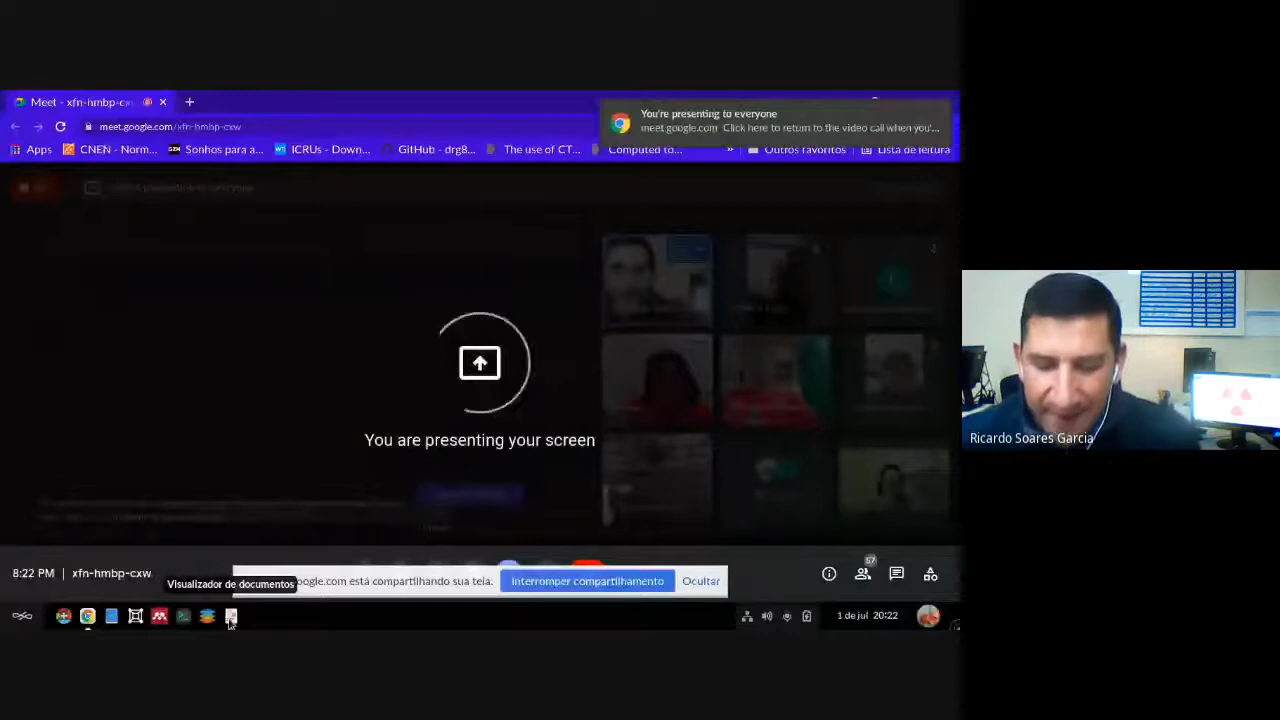 Meet - xfn-hmbp-cx
meet.google.com/xfn-hmbp-cxw
You're presenting to everyone
meet.google.com Click here to return to the video call when you'...
Apps
CNEN - Norm...
Sonhos para a...
ICRUs - Down...
GitHub - drg8...
The use of CT...
Computed to...
»
Outros favoritos
Lista de leitura
You are presenting your screen
Ricardo Soares Garcia
8:22 PM | xfn-hmbp-cxw
Visualizador de documentos
oogle.com está compartilhando sua tela.
Interromper compartilhamento
Ocultar
57
1 de jul 20:22